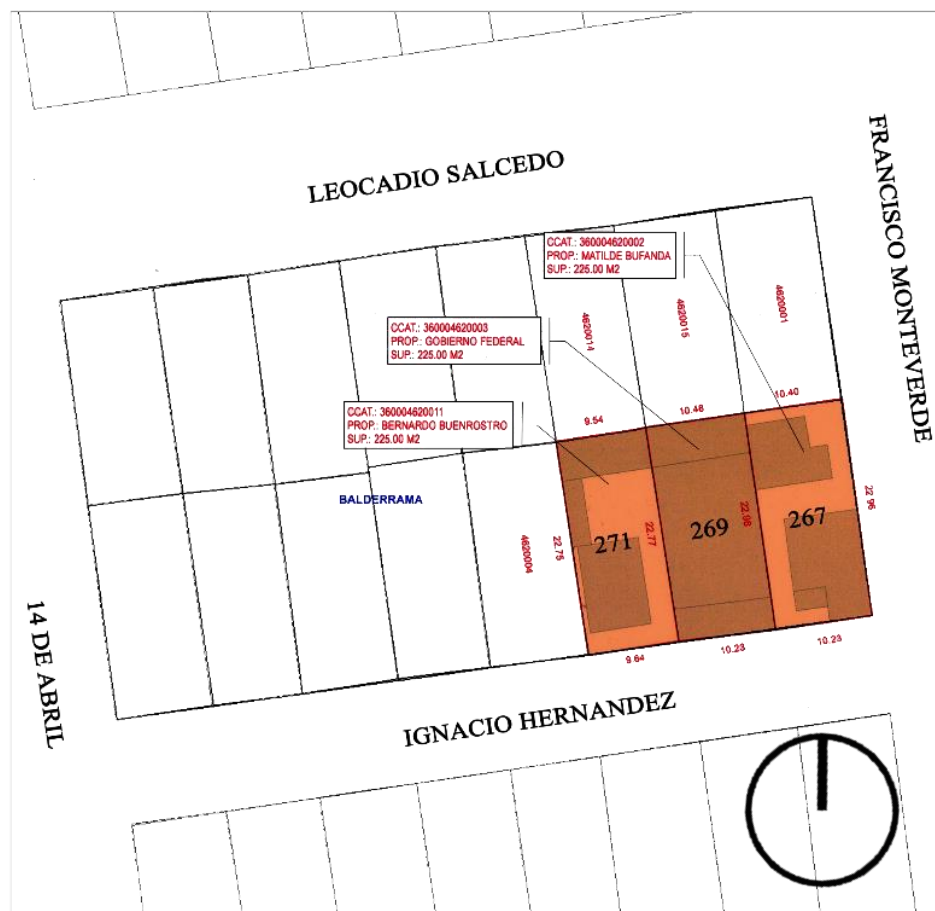 LEOCADIO SALCEDO
FRANCISCO MONTEVERDE
CCAT.: 360004620002
PROP.: MATILDE BUFANDA
SUP.: 225.00 M2
4620014
4620015
4620001
CCAT.: 360004620003
PROP.: GOBIERNO FEDERAL
SUP.: 225.00 M2
CCAT.: 360004620011
PROP.: BERNARDO BUENROSTRO
SUP.: 225.00 M2
9.54
10.46
10.40
BALDERRAMA
4620004
22.75
271
22.77
269
22.98
267
22.96
9.64
10.23
10.23
14 DE ABRIL
IGNACIO HERNANDEZ